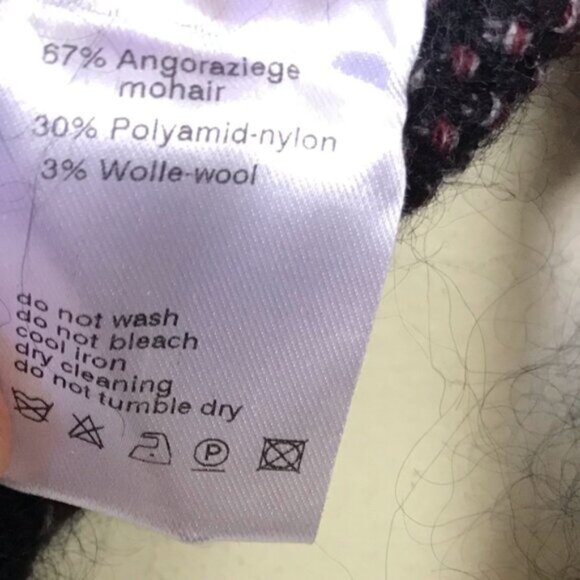 67% Angoraziege
mohair
30% Polyamid-nylon
3% Wolle-wool
do not wash
do not bleach
cool iron
dry cleaning
do not tumble dry
P